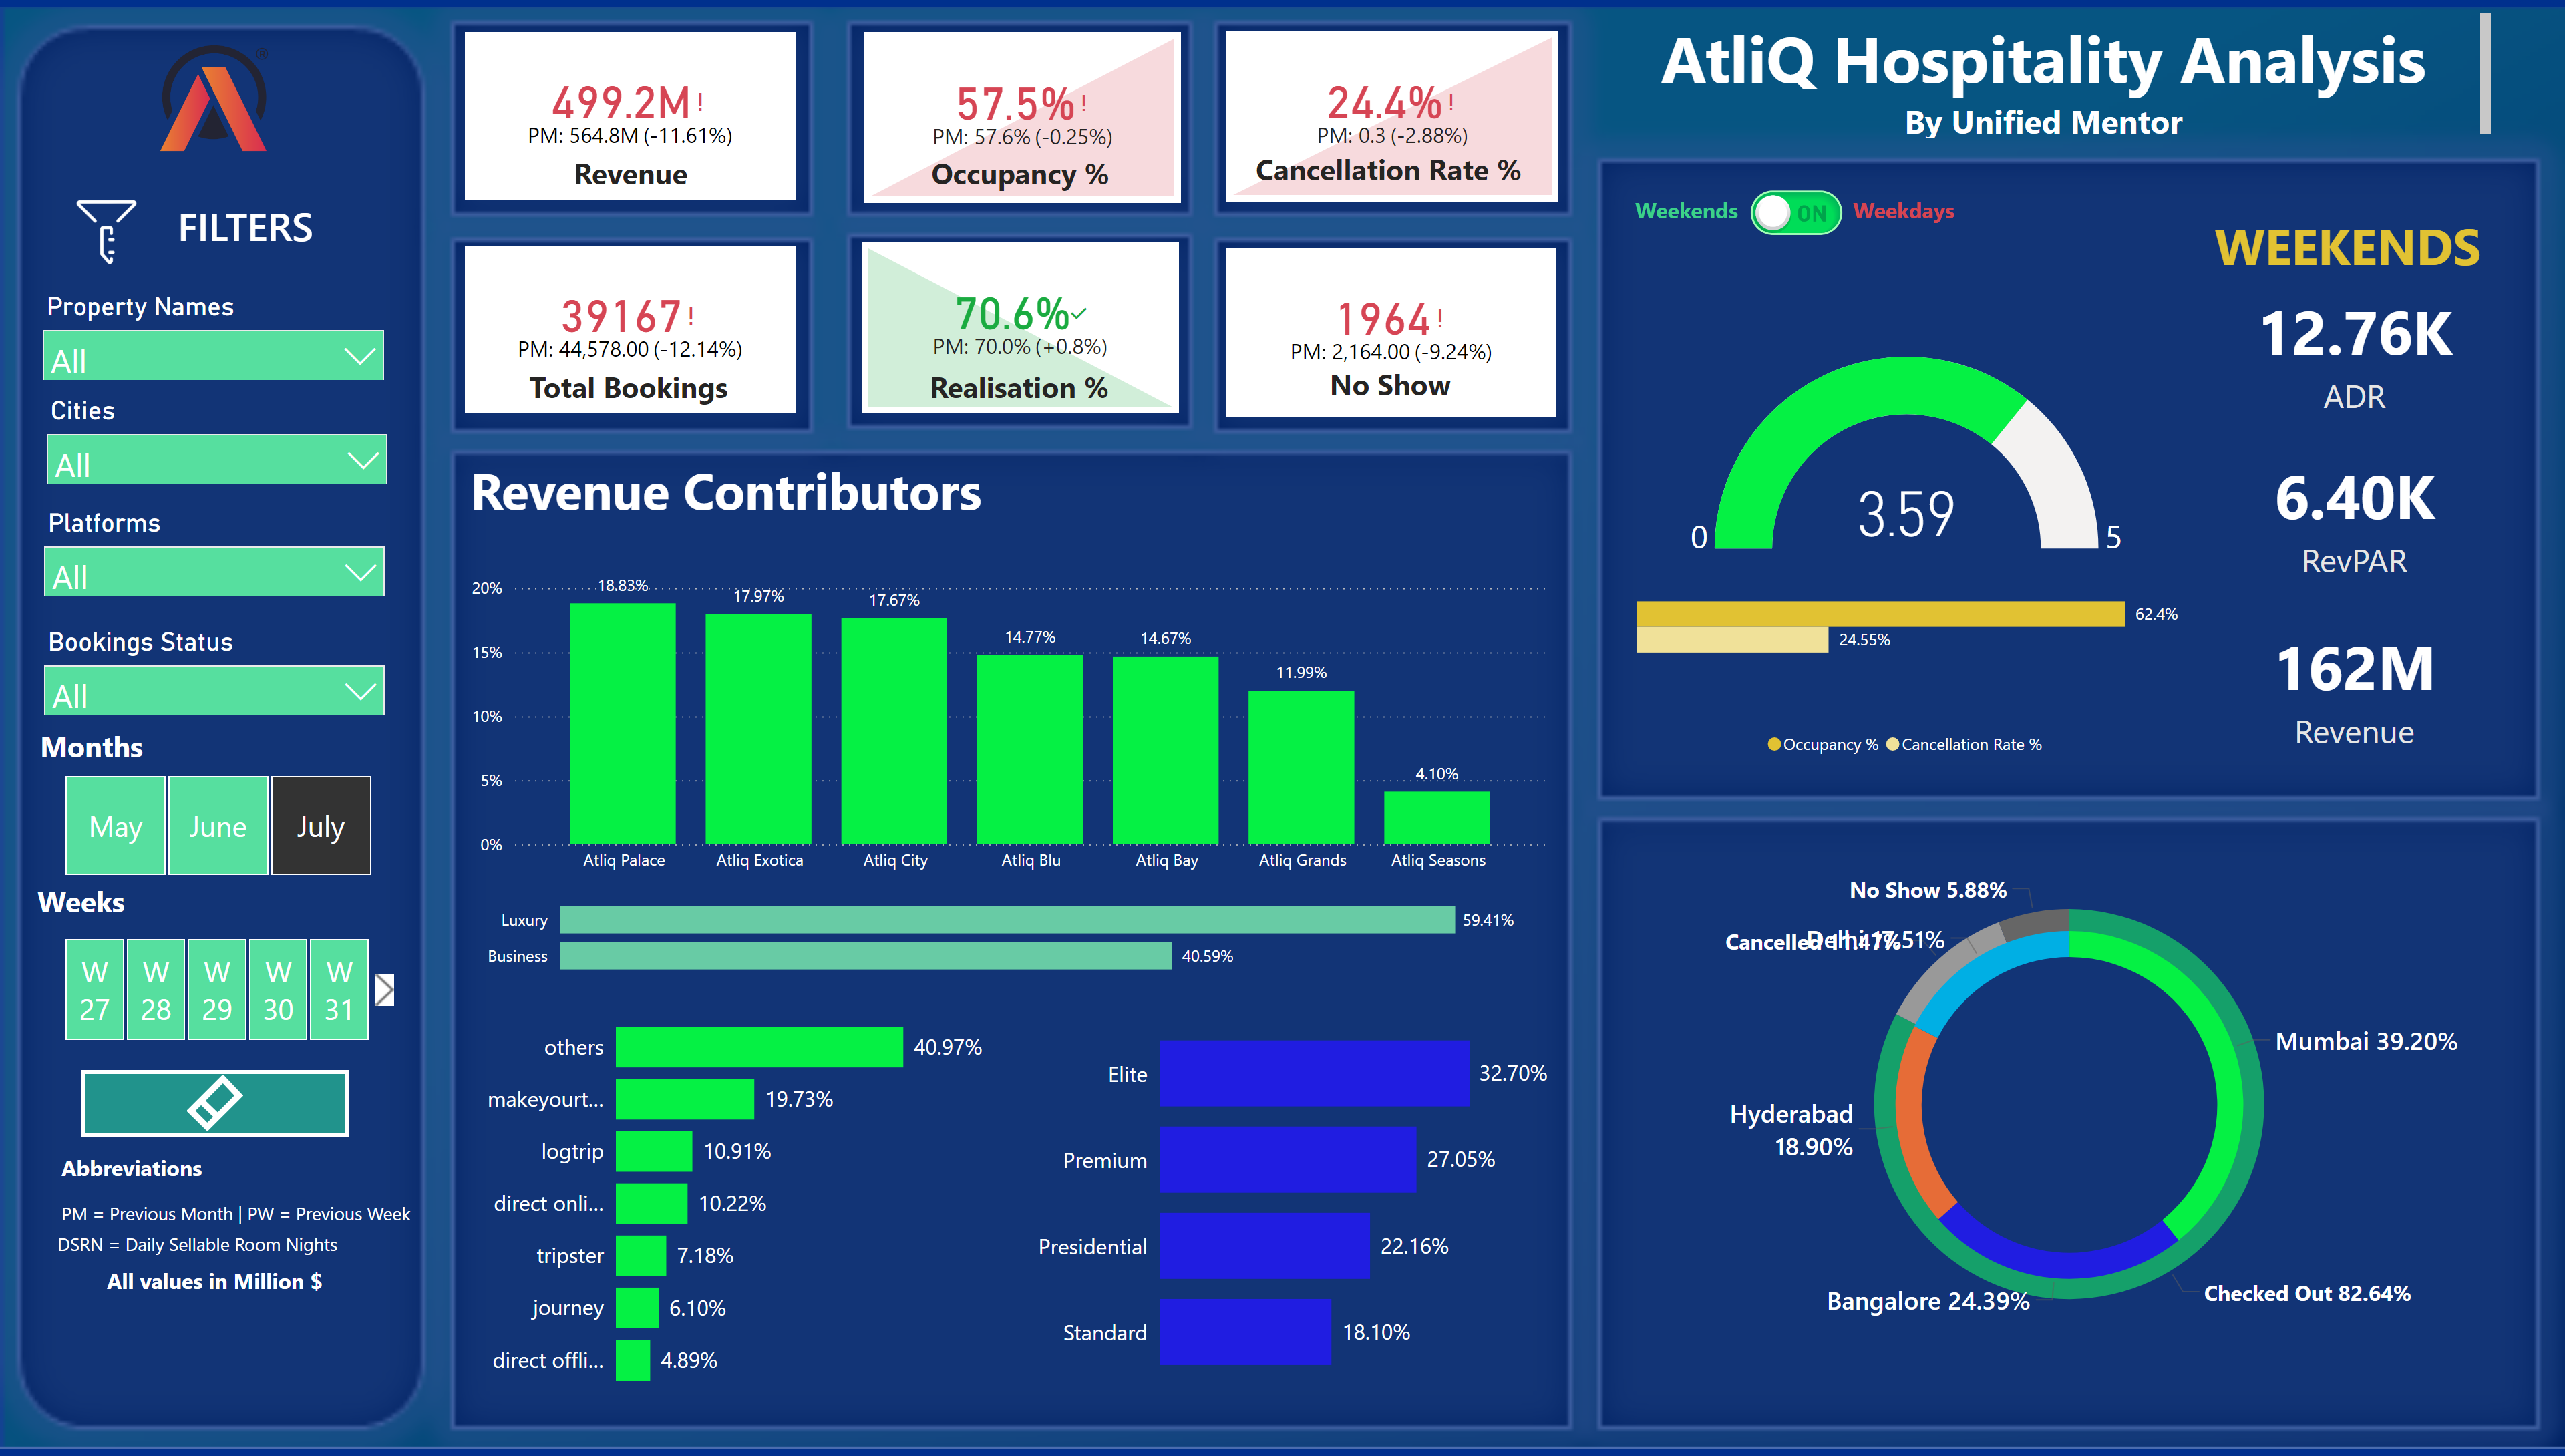 ®
FILTERS
Property Names
All
Cities
All
Platforms
All
Bookings Status
All
Months
May
June
July
Weeks
W 27
W 28
W 29
W 30
W 31
Abbreviations
PM = Previous Month | PW = Previous Week
DSRN = Daily Sellable Room Nights
All values in Million $
499.2M!
PM: 564.8M (-11.61%)
Revenue
57.5%!
PM: 57.6% (-0.25%)
Occupancy %
24.4%!
PM: 0.3 (-2.88%)
Cancellation Rate %
39167!
PM: 44,578.00 (-12.14%)
Total Bookings
70.6%
PM: 70.0% (+0.8%)
Realisation %
1964!
PM: 2,164.00 (-9.24%)
No Show
Revenue Contributors
20%
15%
10%
5%
0%
18.83%
17.97%
17.67%
14.77%
14.67%
11.99%
4.10%
Atliq Palace
Atliq Exotica
Atliq City
Atliq Blu
Atliq Bay
Atliq Grands
Atliq Seasons
Luxury 59.41%
Business 40.59%
others 40.97%
makeyourt... 19.73%
logtrip 10.91%
direct onli... 10.22%
tripster 7.18%
journey 6.10%
direct offli... 4.89%
Elite 32.70%
Premium 27.05%
Presidential 22.16%
Standard 18.10%
AtliQ Hospitality Analysis
By Unified Mentor
Weekends ON Weekdays
WEEKENDS
12.76K
ADR
6.40K
RevPAR
162M
Revenue
0
3.59
5
62.4%
24.55%
Occupancy % Cancellation Rate %
No Show 5.88%
Cancelled 11.47%
Delhi 17.51%
Mumbai 39.20%
Hyderabad
18.90%
Bangalore 24.39%
Checked Out 82.64%